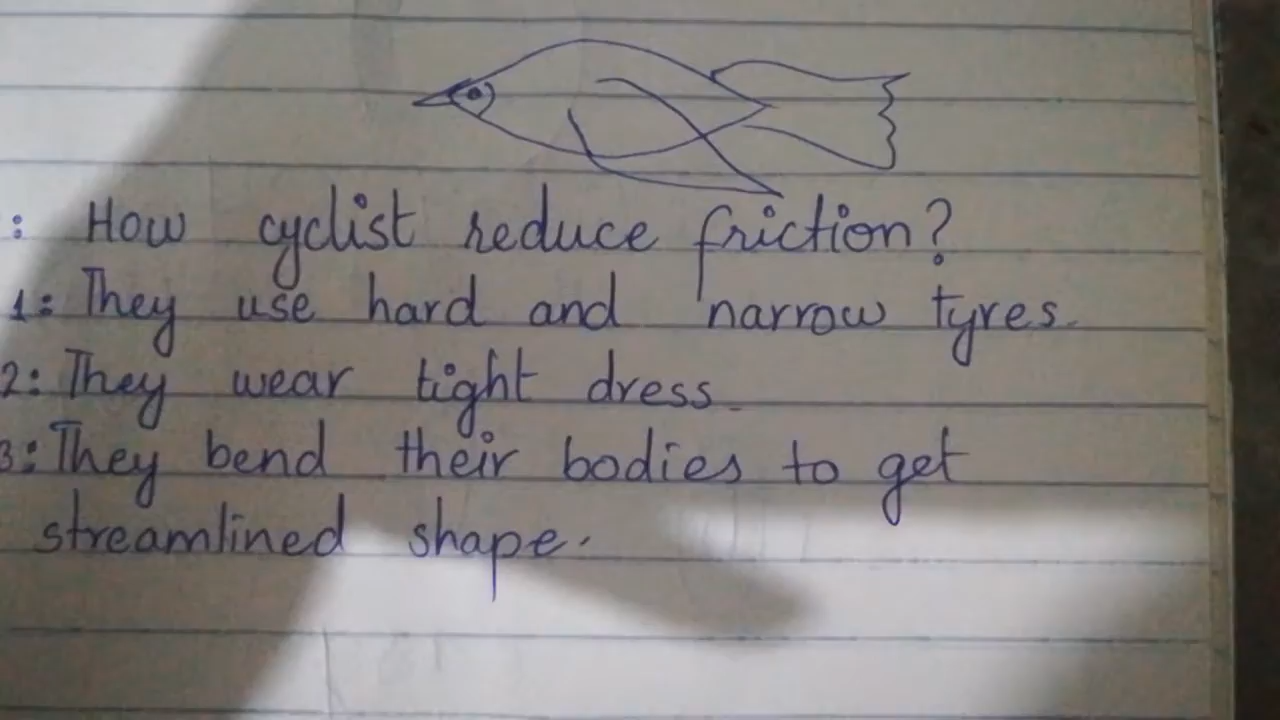 : How cyclist reduce friction?
1: They use hard and narrow tyres.
2: They wear tight dress.
3: They bend their bodies to get
streamlined shape.